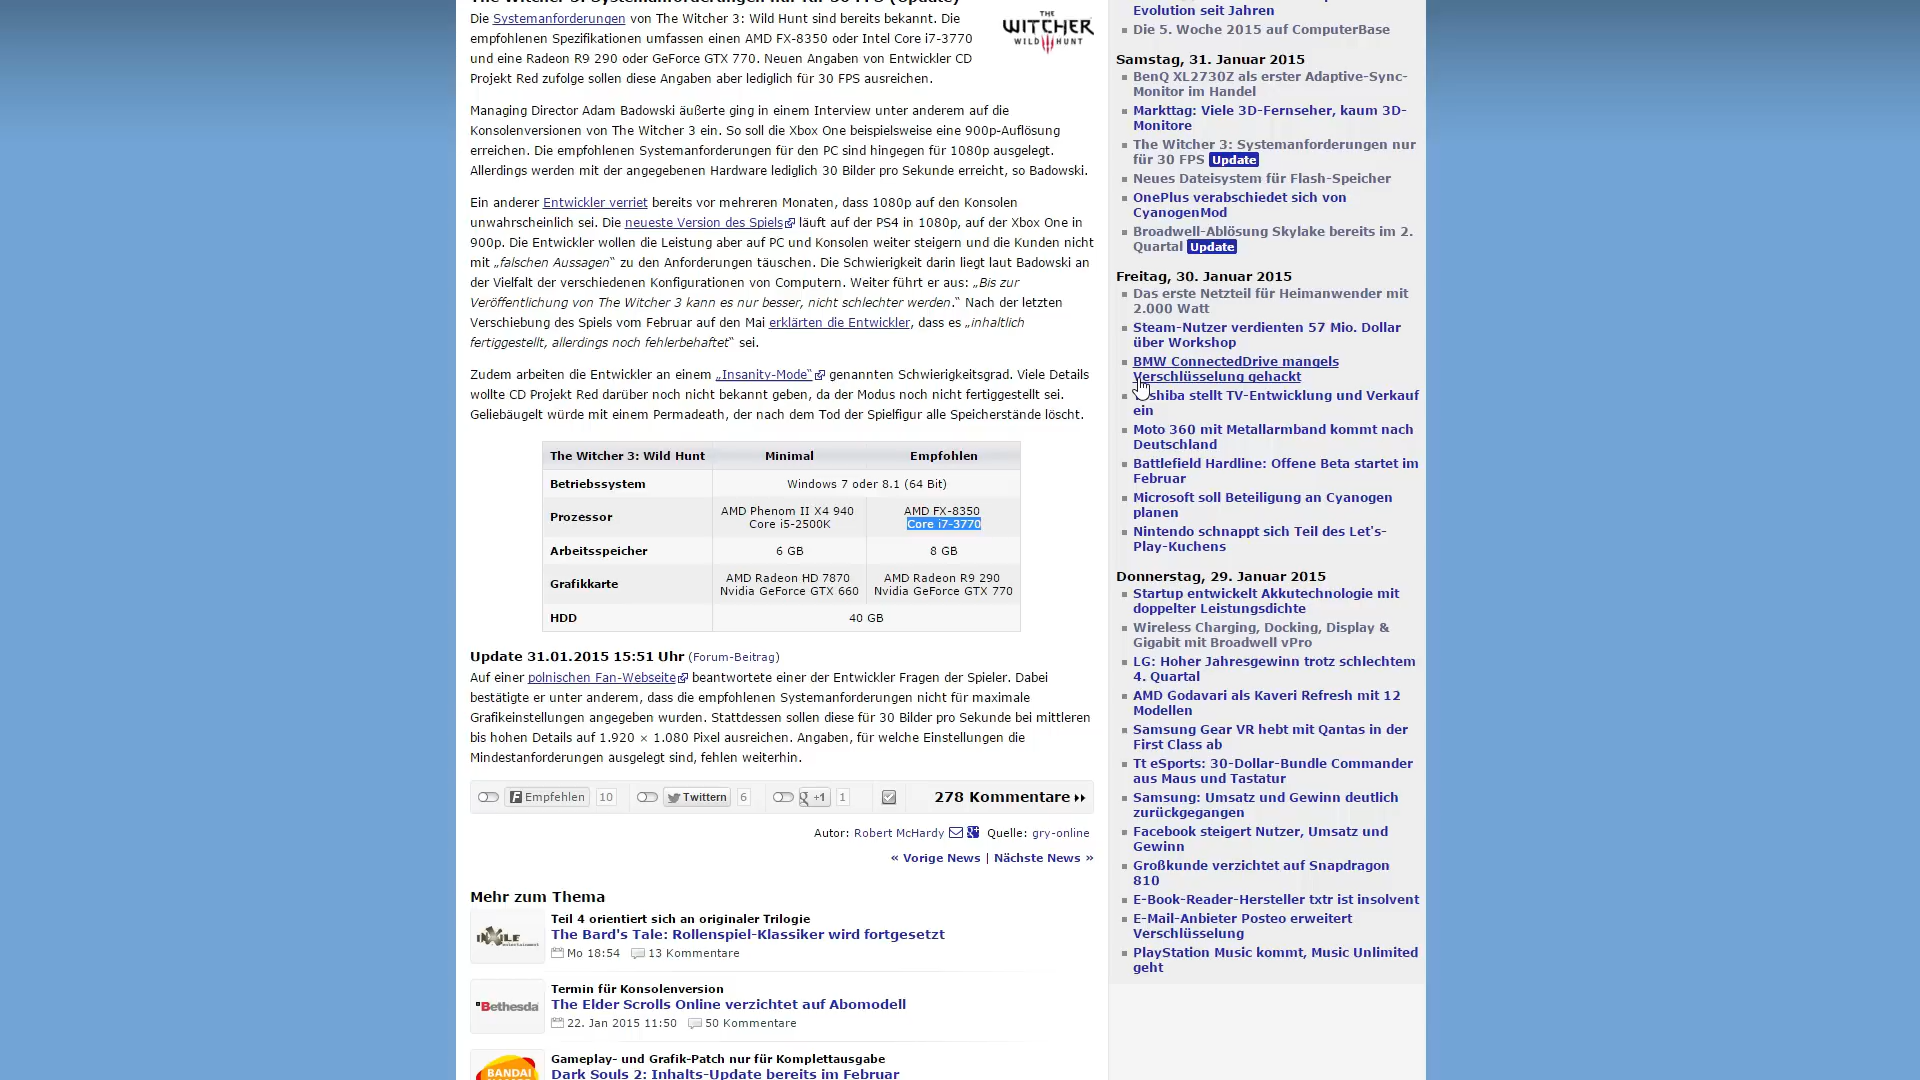 The Witcher 3: Systemanforderungen nur für 30 FPS (Update)
Die Systemanforderungen von The Witcher 3: Wild Hunt sind bereits bekannt. Die
empfohlenen Spezifikationen umfassen einen AMD FX-8350 oder Intel Core i7-3770
und eine Radeon R9 290 oder GeForce GTX 770. Neuen Angaben von Entwickler CD
Projekt Red zufolge sollen diese Angaben aber lediglich für 30 FPS ausreichen.
THE
WITCHER
WILD HUNT
Managing Director Adam Badowski äußerte ging in einem Interview unter anderem auf die
Konsolenversionen von The Witcher 3 ein. So soll die Xbox One beispielsweise eine 900p-Auflösung
erreichen. Die empfohlenen Systemanforderungen für den PC sind hingegen für 1080p ausgelegt.
Allerdings werden mit der angegebenen Hardware lediglich 30 Bilder pro Sekunde erreicht, so Badowski.
Ein anderer Entwickler verriet bereits vor mehreren Monaten, dass 1080p auf den Konsolen
unwahrscheinlich sei. Die neueste Version des Spiels läuft auf der PS4 in 1080p, auf der Xbox One in
900p. Die Entwickler wollen die Leistung aber auf PC und Konsolen weiter steigern und die Kunden nicht
mit „falschen Aussagen“ zu den Anforderungen täuschen. Die Schwierigkeit darin liegt laut Badowski an
der Vielfalt der verschiedenen Konfigurationen von Computern. Weiter führt er aus: „Bis zur
Veröffentlichung von The Witcher 3 kann es nur besser, nicht schlechter werden.“ Nach der letzten
Verschiebung des Spiels vom Februar auf den Mai erklärten die Entwickler, dass es „inhaltlich
fertiggestellt, allerdings noch fehlerbehaftet“ sei.
Zudem arbeiten die Entwickler an einem „Insanity-Mode“ genannten Schwierigkeitsgrad. Viele Details
wollte CD Projekt Red darüber noch nicht bekannt geben, da der Modus noch nicht fertiggestellt sei.
Geliebäugelt würde mit einem Permadeath, der nach dem Tod der Spielfigur alle Speicherstände löscht.
The Witcher 3: Wild Hunt Minimal Empfohlen
Betriebssystem Windows 7 oder 8.1 (64 Bit)
Prozessor AMD Phenom II X4 940 AMD FX-8350
Core i5-2500K Core i7-3770
Arbeitsspeicher 6 GB 8 GB
Grafikkarte AMD Radeon HD 7870 AMD Radeon R9 290
Nvidia GeForce GTX 660 Nvidia GeForce GTX 770
HDD 40 GB
Update 31.01.2015 15:51 Uhr (Forum-Beitrag)
Auf einer polnischen Fan-Webseite beantwortete einer der Entwickler Fragen der Spieler. Dabei
bestätigte er unter anderem, dass die empfohlenen Systemanforderungen nicht für maximale
Grafikeinstellungen angegeben wurden. Stattdessen sollen diese für 30 Bilder pro Sekunde bei mittleren
bis hohen Details auf 1.920 × 1.080 Pixel ausreichen. Angaben, für welche Einstellungen die
Mindestanforderungen ausgelegt sind, fehlen weiterhin.
Empfehlen 10 Twittern 6 +1 1 278 Kommentare
Autor: Robert McHardy Quelle: gry-online
« Vorige News | Nächste News »
Mehr zum Thema
inXile
Teil 4 orientiert sich an originaler Trilogie
The Bard's Tale: Rollenspiel-Klassiker wird fortgesetzt
Mo 18:54 13 Kommentare
Bethesda
Termin für Konsolenversion
The Elder Scrolls Online verzichtet auf Abomodell
22. Jan 2015 11:50 50 Kommentare
BANDAI
Gameplay- und Grafik-Patch nur für Komplettausgabe
Dark Souls 2: Inhalts-Update bereits im Februar
Evolution seit Jahren
Die 5. Woche 2015 auf ComputerBase
Samstag, 31. Januar 2015
BenQ XL2730Z als erster Adaptive-Sync-
Monitor im Handel
Markttag: Viele 3D-Fernseher, kaum 3D-
Monitore
The Witcher 3: Systemanforderungen nur
für 30 FPS Update
Neues Dateisystem für Flash-Speicher
OnePlus verabschiedet sich von
CyanogenMod
Broadwell-Ablösung Skylake bereits im 2.
Quartal Update
Freitag, 30. Januar 2015
Das erste Netzteil für Heimanwender mit
2.000 Watt
Steam-Nutzer verdienten 57 Mio. Dollar
über Workshop
BMW ConnectedDrive mangels
Verschlüsselung gehackt
Toshiba stellt TV-Entwicklung und Verkauf
ein
Moto 360 mit Metallarmband kommt nach
Deutschland
Battlefield Hardline: Offene Beta startet im
Februar
Microsoft soll Beteiligung an Cyanogen
planen
Nintendo schnappt sich Teil des Let's-
Play-Kuchens
Donnerstag, 29. Januar 2015
Startup entwickelt Akkutechnologie mit
doppelter Leistungsdichte
Wireless Charging, Docking, Display &
Gigabit mit Broadwell vPro
LG: Hoher Jahresgewinn trotz schlechtem
4. Quartal
AMD Godavari als Kaveri Refresh mit 12
Modellen
Samsung Gear VR hebt mit Qantas in der
First Class ab
Tt eSports: 30-Dollar-Bundle Commander
aus Maus und Tastatur
Samsung: Umsatz und Gewinn deutlich
zurückgegangen
Facebook steigert Nutzer, Umsatz und
Gewinn
Großkunde verzichtet auf Snapdragon
810
E-Book-Reader-Hersteller txtr ist insolvent
E-Mail-Anbieter Posteo erweitert
Verschlüsselung
PlayStation Music kommt, Music Unlimited
geht